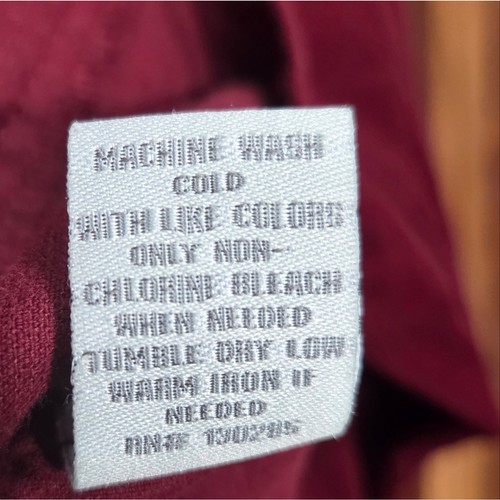 MACHINE WASH
COLD
WITH LIKE COLORS
ONLY NON-
CHLORINE BLEACH
WHEN NEEDED
TUMBLE DRY LOW
WARM IRON IF
NEEDED
RN#